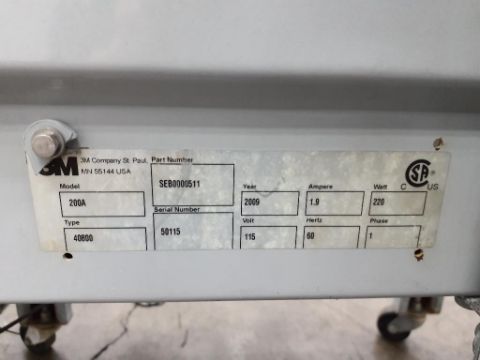 3M
3M Company St. Paul,
MN 55144 USA
Part Number
SEB0000511
Model
200A
Serial Number
50115
Type
40800
Year
2009
Ampere
1.9
Watt
220
Volt
115
Hertz
60
Phase
1
C SA US